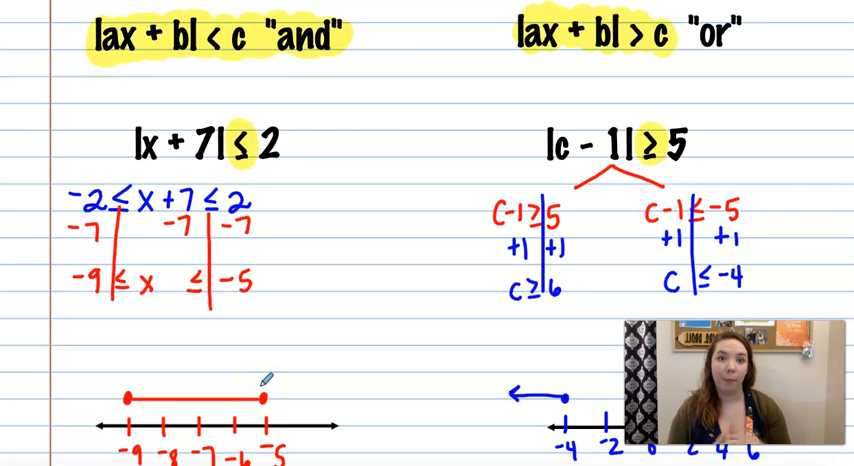 |ax + b| < c "and"
|x + 7| ≤ 2
-2 ≤ x + 7 ≤ 2
-7 -7 -7
-9 ≤ x ≤ -5
-9 -8 -7 -6 -5
|ax + b| > c "or"
|c - 1| ≥ 5
c-1 ≥ 5 c-1 ≤ -5
+1 +1 +1 +1
c ≥ 6 c ≤ -4
-4 -2 0 2 4 6